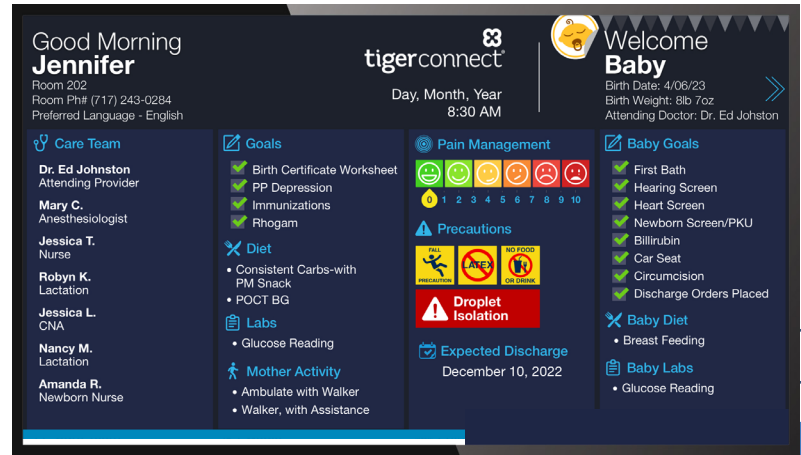 Good Morning
Jennifer
Room 202
Room Ph# (717) 243-0284
Preferred Language - English
tigerconnect
Day, Month, Year
8:30 AM
Welcome
Baby
Birth Date: 4/06/23
Birth Weight: 8lb 7oz
Attending Doctor: Dr. Ed Johston
Care Team
Dr. Ed Johnston
Attending Provider
Mary C.
Anesthesiologist
Jessica T.
Nurse
Robyn K.
Lactation
Jessica L.
CNA
Nancy M.
Lactation
Amanda R.
Newborn Nurse
Goals
Birth Certificate Worksheet
PP Depression
Immunizations
Rhogam
Diet
• Consistent Carbs-with
PM Snack
• POCT BG
Labs
• Glucose Reading
Mother Activity
• Ambulate with Walker
• Walker, with Assistance
Pain Management
0 1 2 3 4 5 6 7 8 9 10
Precautions
FALL
PRECAUTION
LATEX
NO FOOD
OR DRINK
Droplet
Isolation
Expected Discharge
December 10, 2022
Baby Goals
First Bath
Hearing Screen
Heart Screen
Newborn Screen/PKU
Billirubin
Car Seat
Circumcision
Discharge Orders Placed
Baby Diet
• Breast Feeding
Baby Labs
• Glucose Reading